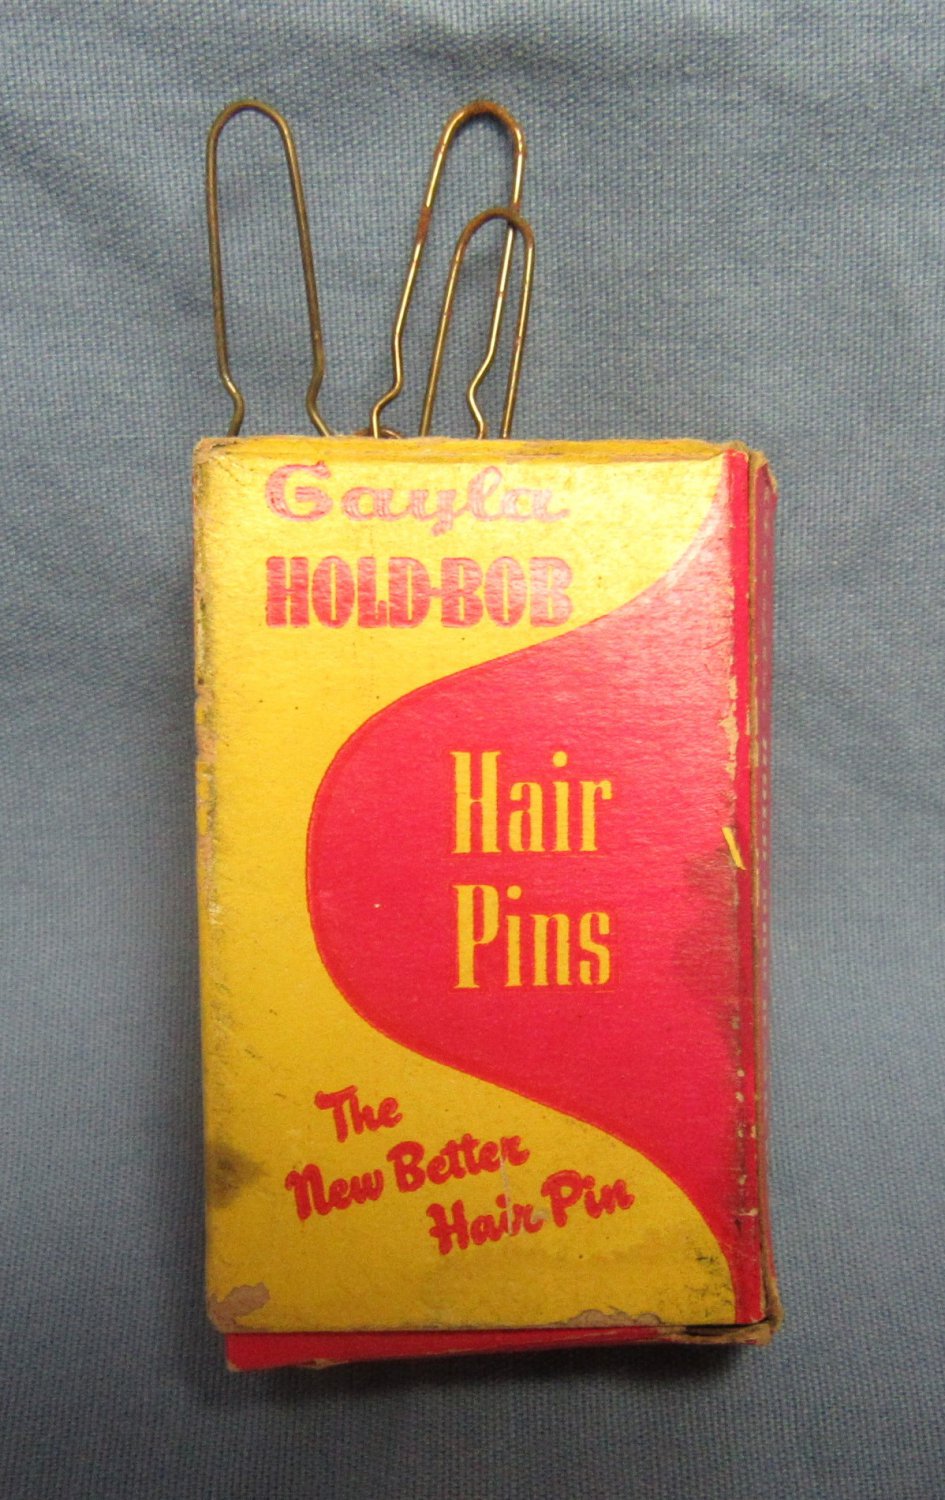 Gayla
HOLD-BOB
Hair
Pins
The
New Better
Hair Pin